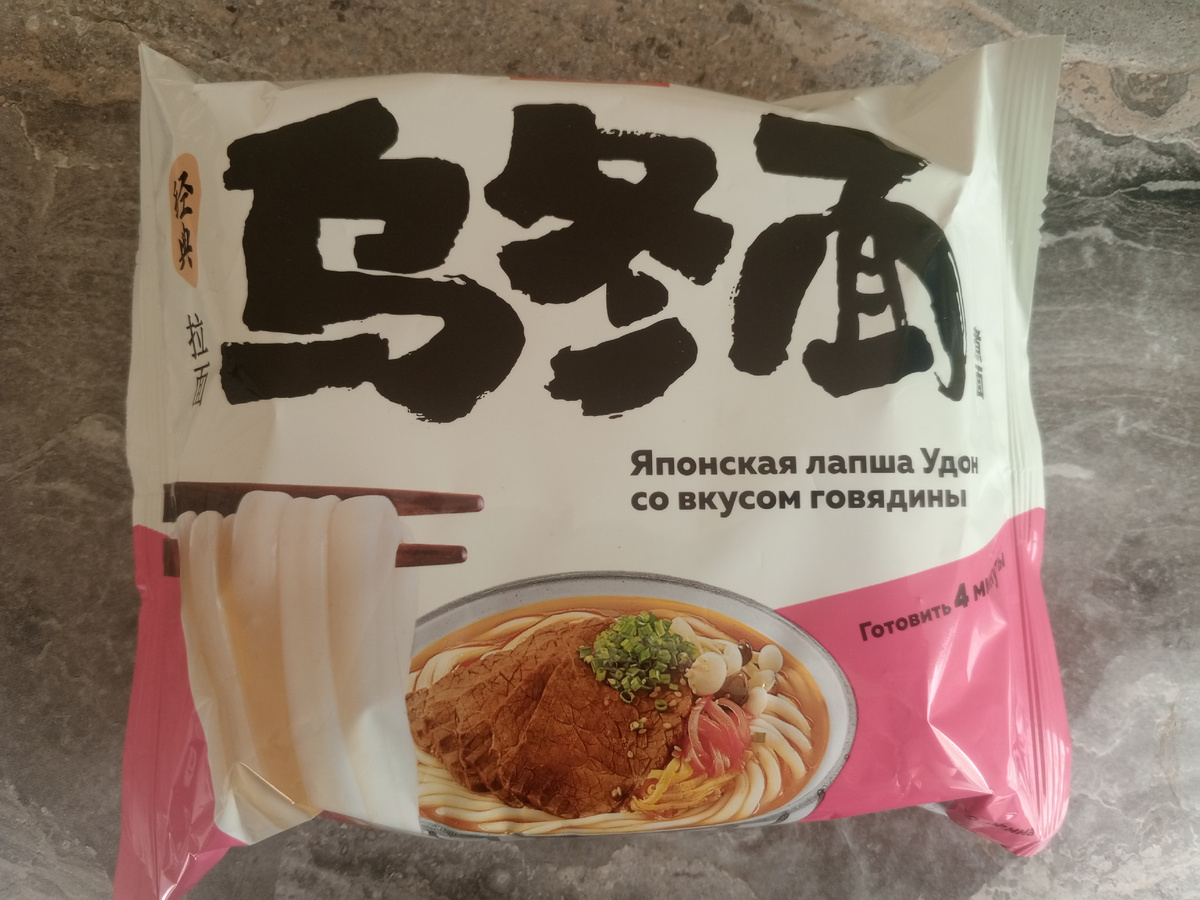 乌冬面
经典
拉面
Японская лапша Удон
со вкусом говядины
Готовить 4 минуты